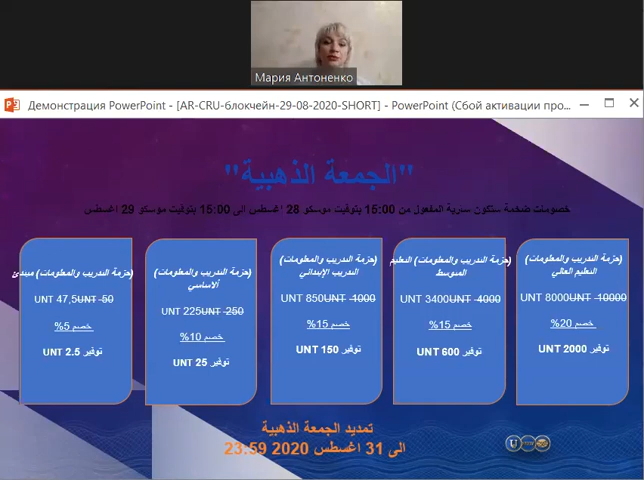 Мария Антоненко
Демонстрация PowerPoint - [AR-CRU-блокчейн-29-08-2020-SHORT] - PowerPoint (Сбой активации про...
"الجمعة الذهبية"
خصومات ضخمة ستكون سارية المفعول من 15:00 بتوقيت موسكو 28 اغسطس الى 15:00 بتوقيت موسكو 29 اغسطس
(حزمة التدريب والمعلومات)
التعليم العالي
UNT 8000UNT 10000
خصم 20%
توفير UNT 2000
(حزمة التدريب والمعلومات) التعليم
المتوسط
UNT 3400UNT 4000
خصم 15%
توفير UNT 600
(حزمة التدريب والمعلومات)
التدريب الإبتدائي
UNT 850UNT 1000
خصم 15%
توفير UNT 150
(حزمة التدريب والمعلومات)
ألاساسي
UNT 225UNT 250
خصم 10%
توفير UNT 25
(حزمة التدريب والمعلومات) مبتدئ
UNT 47,5UNT 50
خصم 5%
توفير UNT 2.5
تمديد الجمعة الذهبية
الى 31 اغسطس 2020 23:59